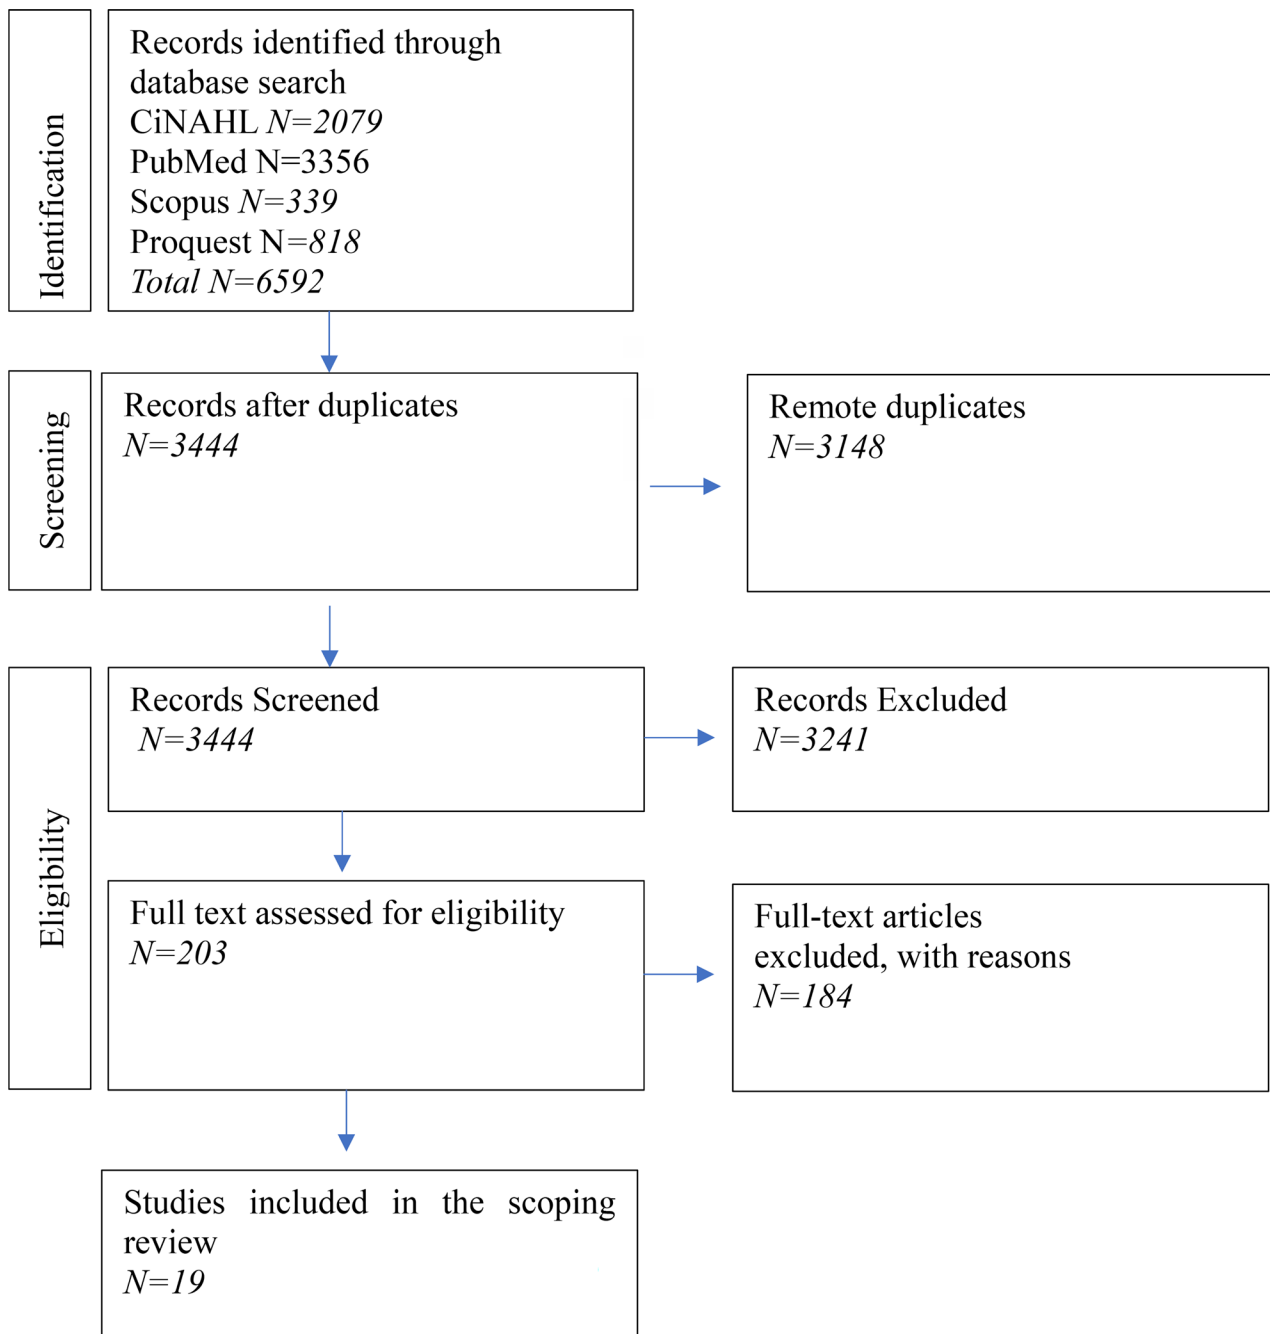 Identification
Records identified through
database search
CiNAHL N=2079
PubMed N=3356
Scopus N=339
Proquest N=818
Total N=6592
Screening
Records after duplicates
N=3444
Remote duplicates
N=3148
Eligibility
Records Screened
N=3444
Records Excluded
N=3241
Full text assessed for eligibility
N=203
Full-text articles
excluded, with reasons
N=184
Studies included in the scoping
review
N=19